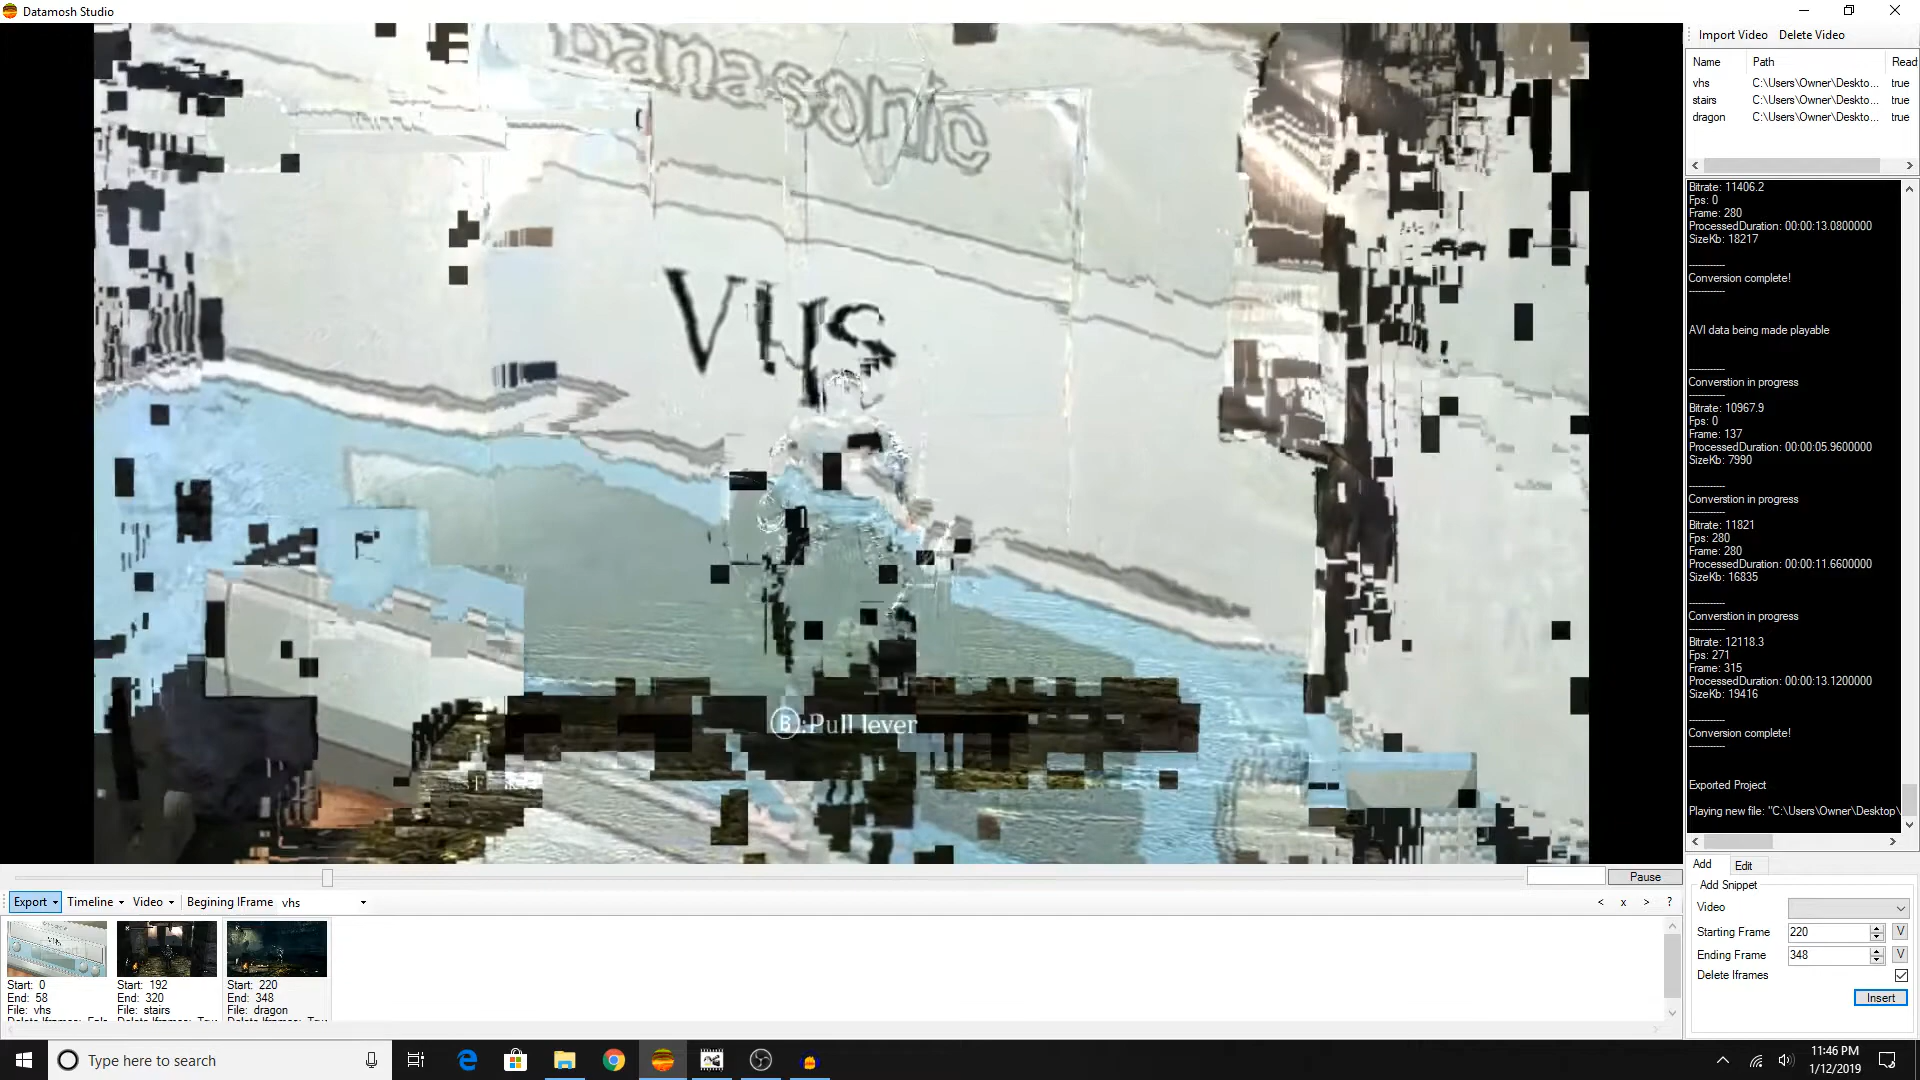 Datamosh Studio
Panasonic
VHS
B:Pull lever
Import Video Delete Video
Name Path Read
vhs C:\Users\Owner\Deskto... true
stairs C:\Users\Owner\Deskto... true
dragon C:\Users\Owner\Deskto... true
Bitrate: 11406.2
Fps: 0
Frame: 280
ProcessedDuration: 00:00:13.0800000
SizeKb: 18217
------------
Conversion complete!
------------
AVI data being made playable
------------
Converstion in progress
------------
Bitrate: 10967.9
Fps: 0
Frame: 137
ProcessedDuration: 00:00:05.9600000
SizeKb: 7990
------------
Converstion in progress
------------
Bitrate: 11821
Fps: 280
Frame: 280
ProcessedDuration: 00:00:11.6600000
SizeKb: 16835
------------
Converstion in progress
------------
Bitrate: 12118.3
Fps: 271
Frame: 315
ProcessedDuration: 00:00:13.1200000
SizeKb: 19416
------------
Conversion complete!
------------
Exported Project
Playing new file: "C:\Users\Owner\Desktop\
Pause
Export Timeline Video Begining IFrame vhs < x > ?
Start: 0
End: 58
File: vhs
Start: 192
End: 320
File: stairs
Start: 220
End: 348
File: dragon
Add Edit
Add Snippet
Video
Starting Frame 220 V
Ending Frame 348 V
Delete Iframes
Insert
Type here to search
11:46 PM
1/12/2019